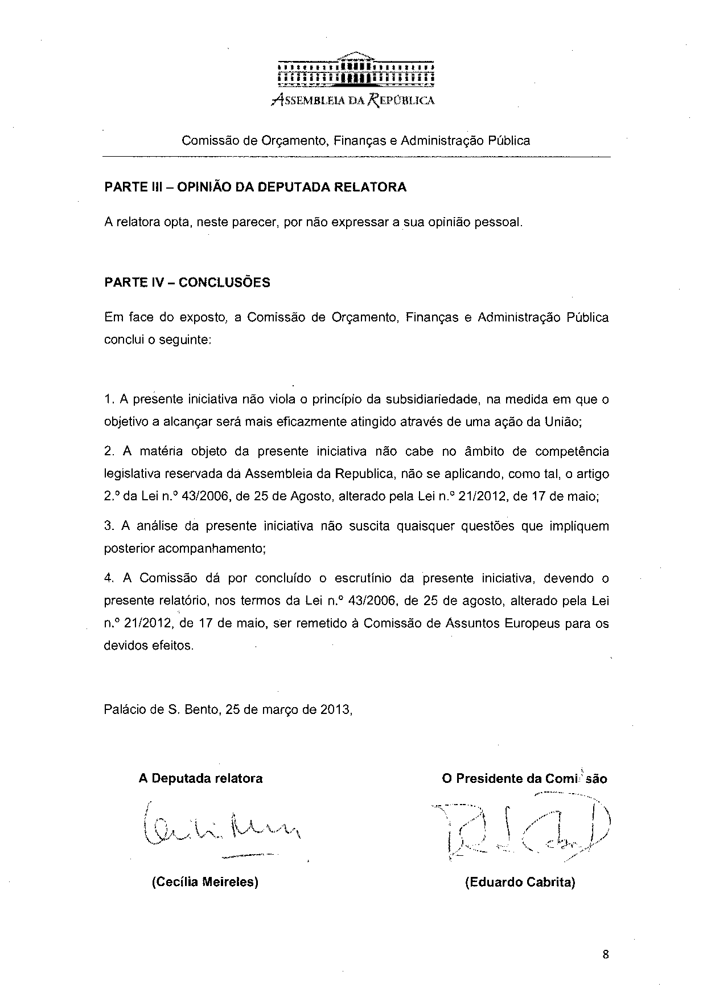 ASSEMBLEIA DA REPÚBLICA
Comissão de Orçamento, Finanças e Administração Pública
PARTE III – OPINIÃO DA DEPUTADA RELATORA
A relatora opta, neste parecer, por não expressar a sua opinião pessoal.
PARTE IV – CONCLUSÕES
Em face do exposto, a Comissão de Orçamento, Finanças e Administração Pública
conclui o seguinte:
1. A presente iniciativa não viola o princípio da subsidiariedade, na medida em que o
objetivo a alcançar será mais eficazmente atingido através de uma ação da União;
2. A matéria objeto da presente iniciativa não cabe no âmbito de competência
legislativa reservada da Assembleia da Republica, não se aplicando, como tal, o artigo
2.º da Lei n.º 43/2006, de 25 de Agosto, alterado pela Lei n.º 21/2012, de 17 de maio;
3. A análise da presente iniciativa não suscita quaisquer questões que impliquem
posterior acompanhamento;
4. A Comissão dá por concluído o escrutínio da presente iniciativa, devendo o
presente relatório, nos termos da Lei n.º 43/2006, de 25 de agosto, alterado pela Lei
n.º 21/2012, de 17 de maio, ser remetido à Comissão de Assuntos Europeus para os
devidos efeitos.
Palácio de S. Bento, 25 de março de 2013,
A Deputada relatora
O Presidente da Comissão
(Cecília Meireles)
(Eduardo Cabrita)
8